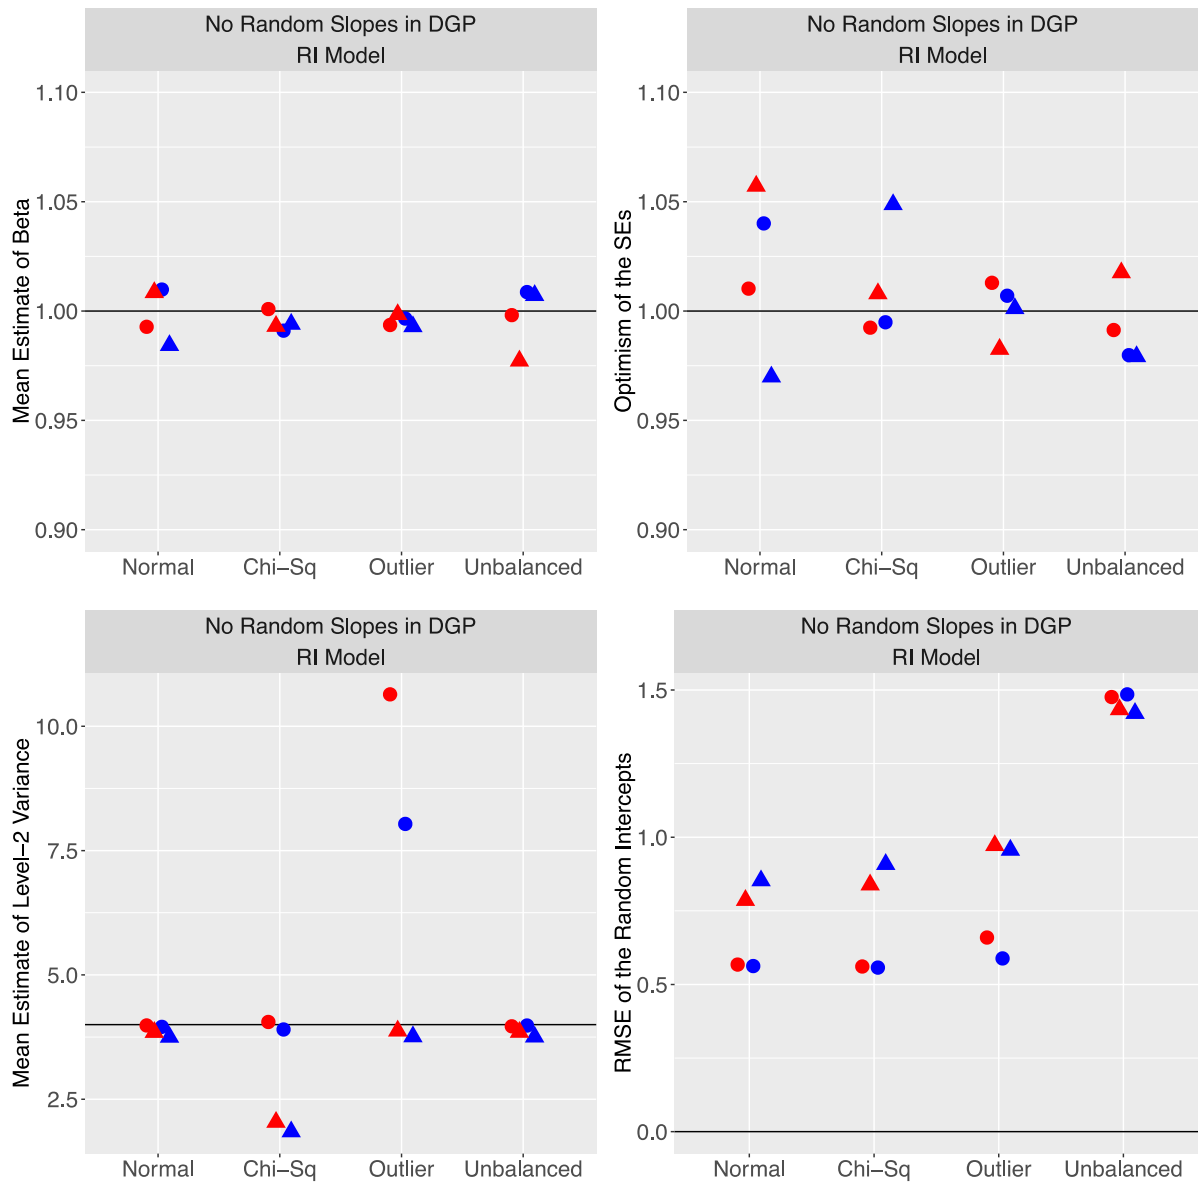 No Random Slopes in DGP
RI Model
Mean Estimate of Beta
1.10
1.05
1.00
0.95
0.90
Normal Chi−Sq Outlier Unbalanced
No Random Slopes in DGP
RI Model
Optimism of the SEs
1.10
1.05
1.00
0.95
0.90
Normal Chi−Sq Outlier Unbalanced
No Random Slopes in DGP
RI Model
Mean Estimate of Level−2 Variance
10.0
7.5
5.0
2.5
Normal Chi−Sq Outlier Unbalanced
No Random Slopes in DGP
RI Model
RMSE of the Random Intercepts
1.5
1.0
0.5
0.0
Normal Chi−Sq Outlier Unbalanced